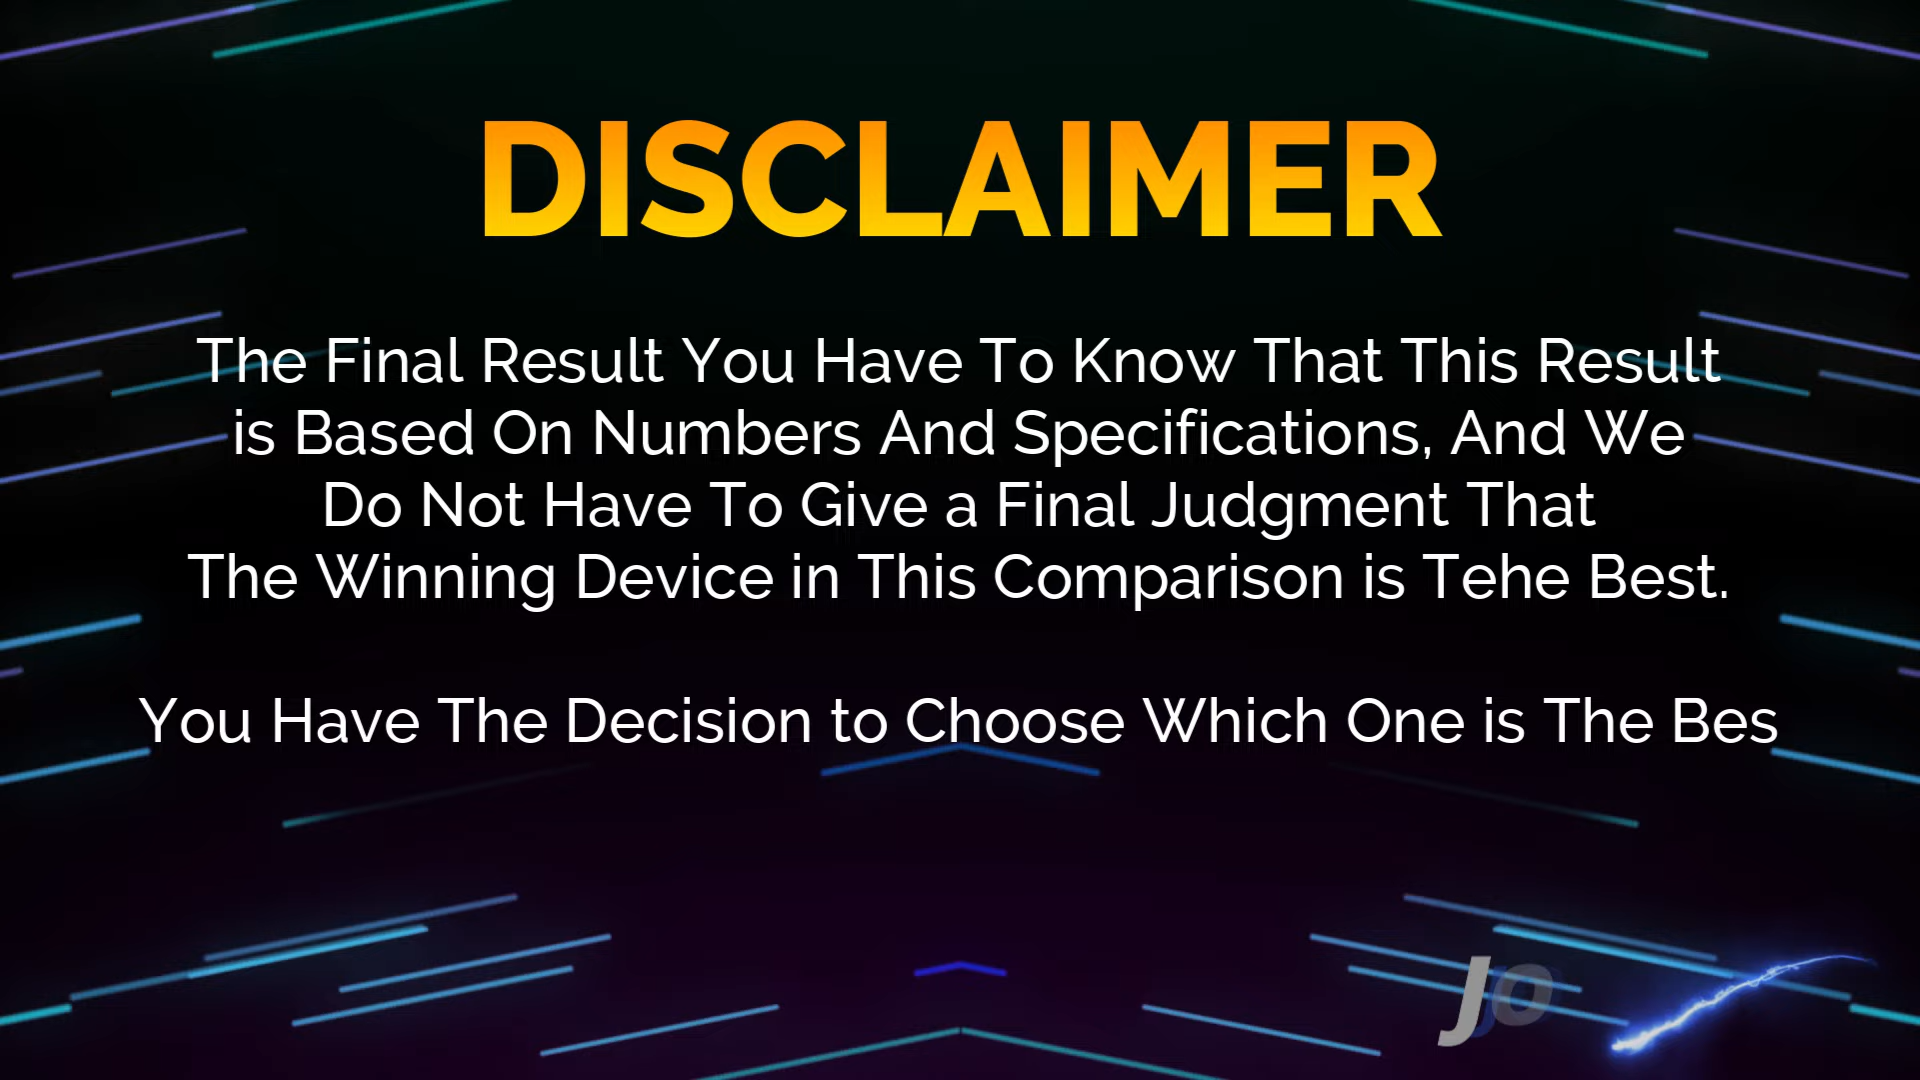 DISCLAIMER
The Final Result You Have To Know That This Result
is Based On Numbers And Specifications, And We
Do Not Have To Give a Final Judgment That
The Winning Device in This Comparison is Tehe Best.
You Have The Decision to Choose Which One is The Bes
Jo